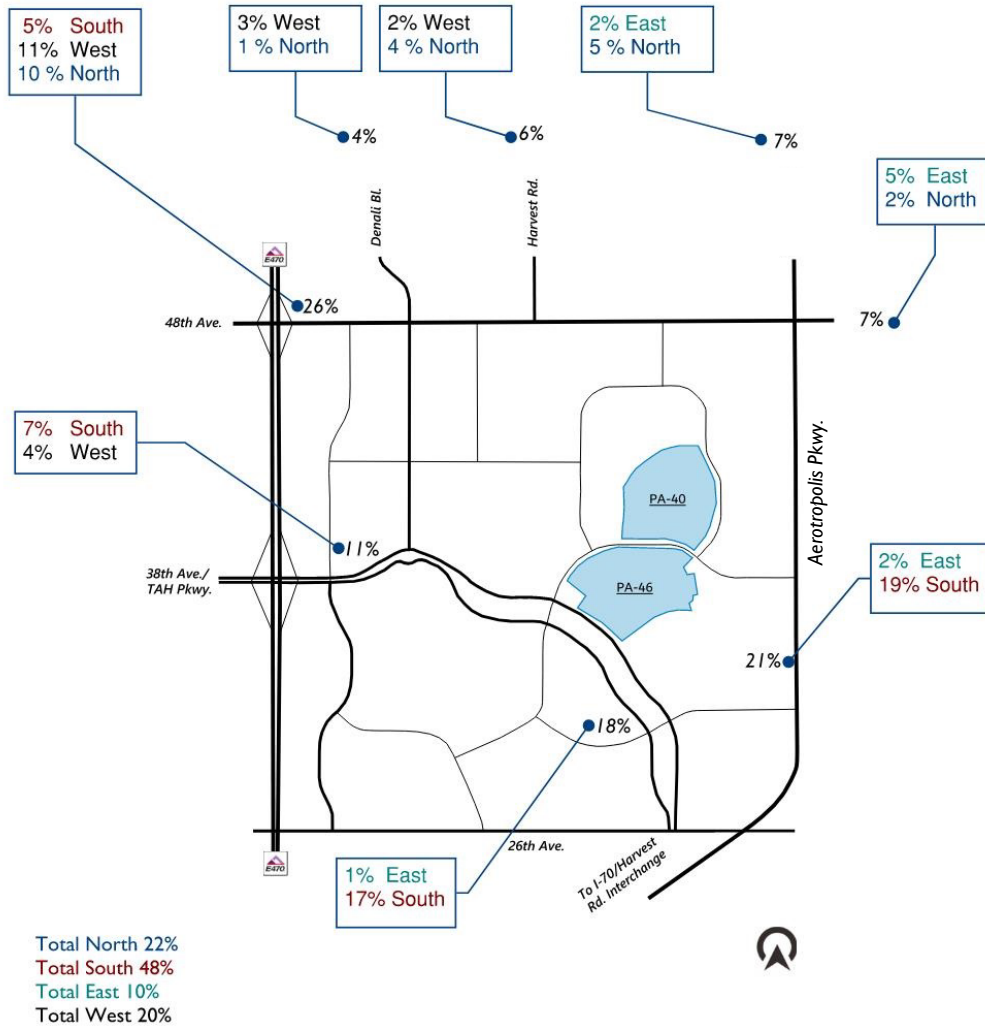 5% South
11% West
10 % North
3% West
1 % North
2% West
4 % North
2% East
5 % North
4%
6%
7%
5% East
2% North
Denali Bl.
Harvest Rd.
E470
26%
48th Ave.
7%
7% South
4% West
Aerotropolis Pkwy.
PA-40
11%
38th Ave./
TAH Pkwy.
PA-46
2% East
19% South
21%
18%
26th Ave.
E470
1% East
17% South
To I-70/Harvest
Rd. Interchange
Total North 22%
Total South 48%
Total East 10%
Total West 20%